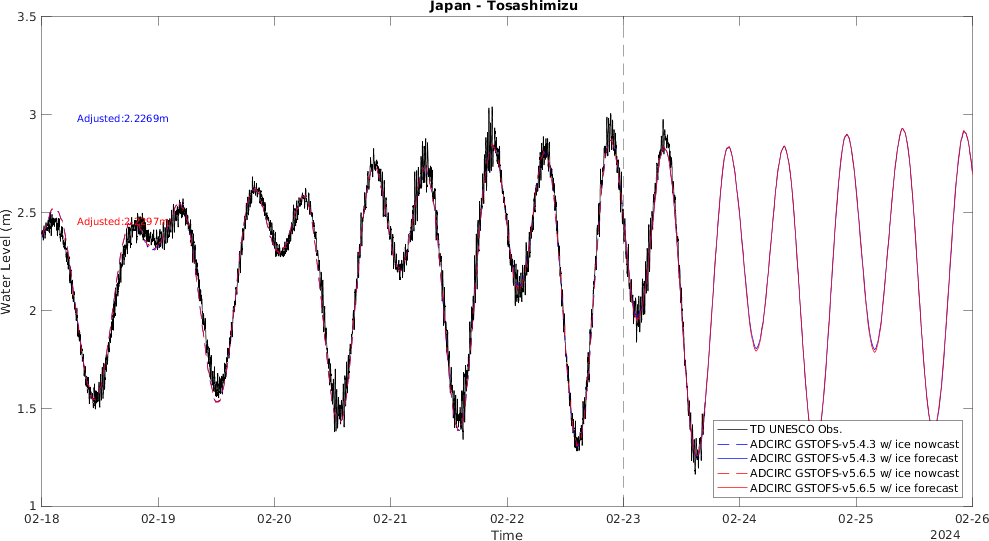 Japan - Tosashimizu
3.5
3
2.5
2
1.5
1
Water Level (m)
Adjusted:2.2269m
02-18
02-19
02-20
02-21
02-22
02-23
02-24
02-25
02-26
Time
2024
TD UNESCO Obs.
ADCIRC GSTOFS-v5.4.3 w/ ice nowcast
ADCIRC GSTOFS-v5.4.3 w/ ice forecast
ADCIRC GSTOFS-v5.6.5 w/ ice nowcast
ADCIRC GSTOFS-v5.6.5 w/ ice forecast